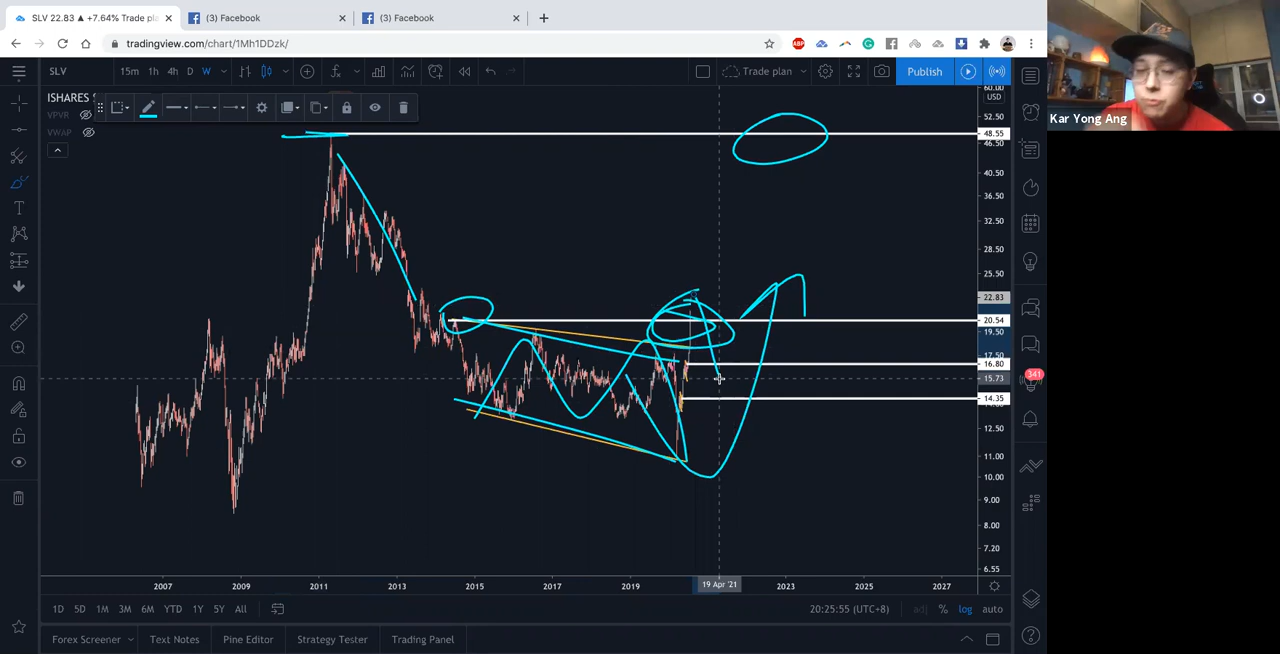 SLV 22.83 ▲ +7.64% Trade pla
(3) Facebook
(3) Facebook
tradingview.com/chart/1Mh1DDzk/
ABP
SLV
15m 1h 4h D W
Trade plan
Publish
ISHARES S
VPVR
VWAP
Kar Yong Ang
60.00
USD
52.50
48.55
46.50
40.50
36.50
32.50
28.50
25.50
22.83
20.54
19.50
17.50
16.80
15.73
14.35
12.50
11.00
10.00
9.00
8.00
7.20
6.55
341
2007 2009 2011 2013 2015 2017 2019 19 Apr '21 2023 2025 2027
1D 5D 1M 3M 6M YTD 1Y 5Y All
20:25:55 (UTC+8) adj % log auto
Forex Screener Text Notes Pine Editor Strategy Tester Trading Panel